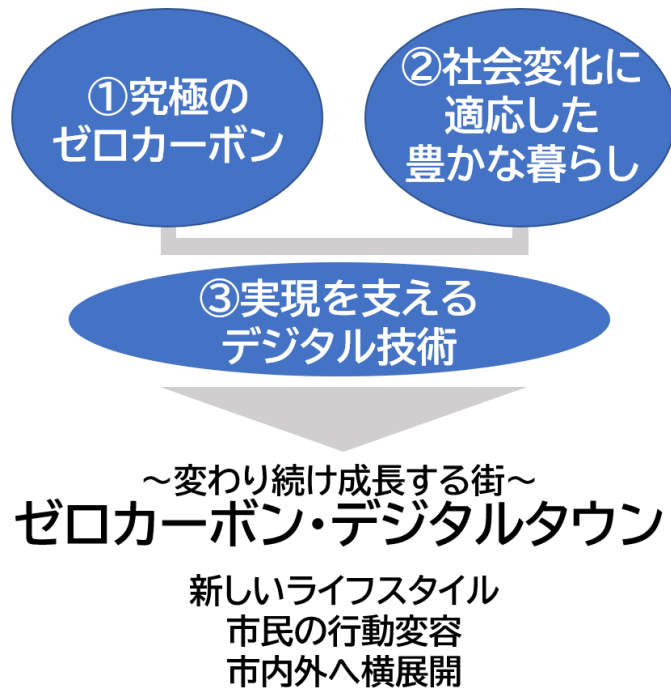 ①究極の
ゼロカーボン
②社会変化に
適応した
豊かな暮らし
③実現を支える
デジタル技術
～変わり続け成長する街～
ゼロカーボン・デジタルタウン
新しいライフスタイル
市民の行動変容
市内外へ横展開